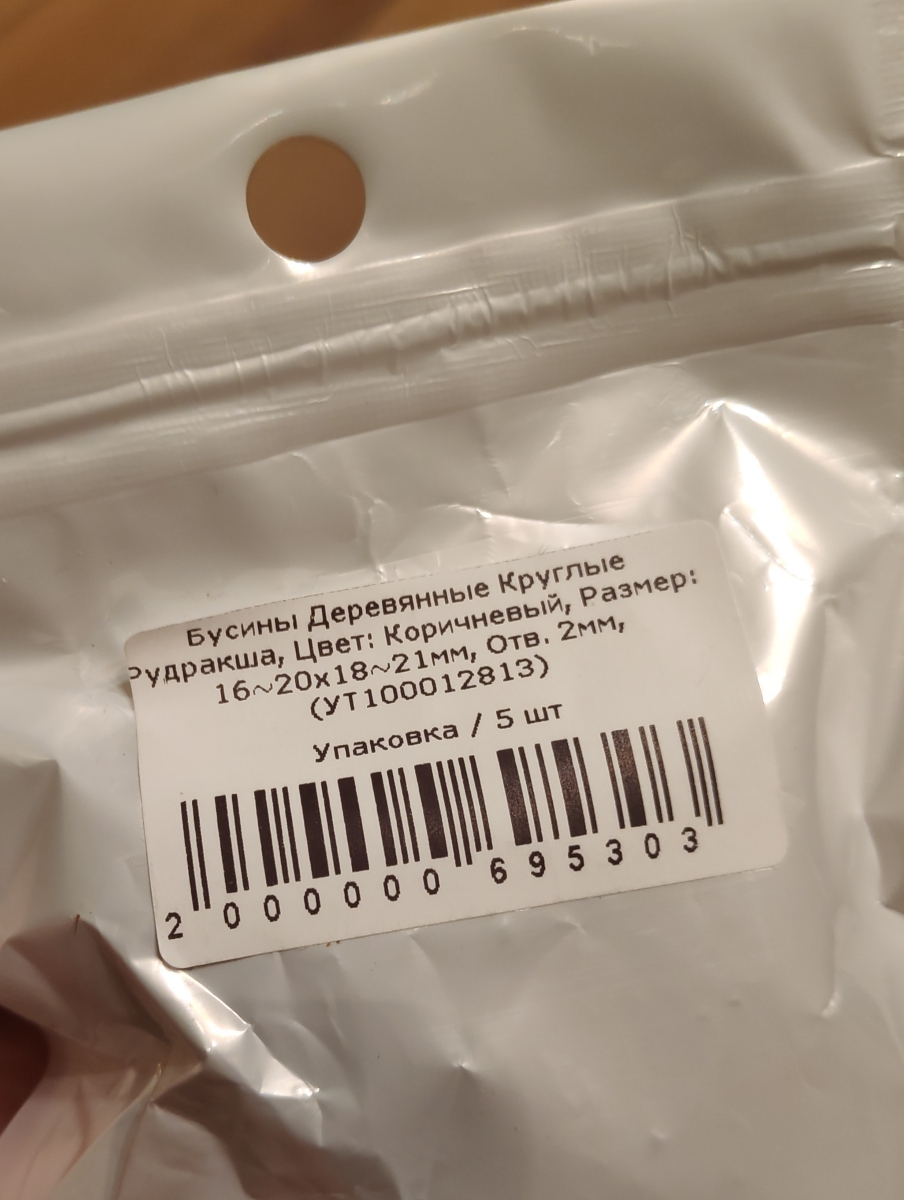 Бусины Деревянные Круглые
Рудракша, Цвет: Коричневый, Размер:
16~20x18~21мм, Отв. 2мм,
(УТ100012813)
Упаковка / 5 шт
2 000000 695303